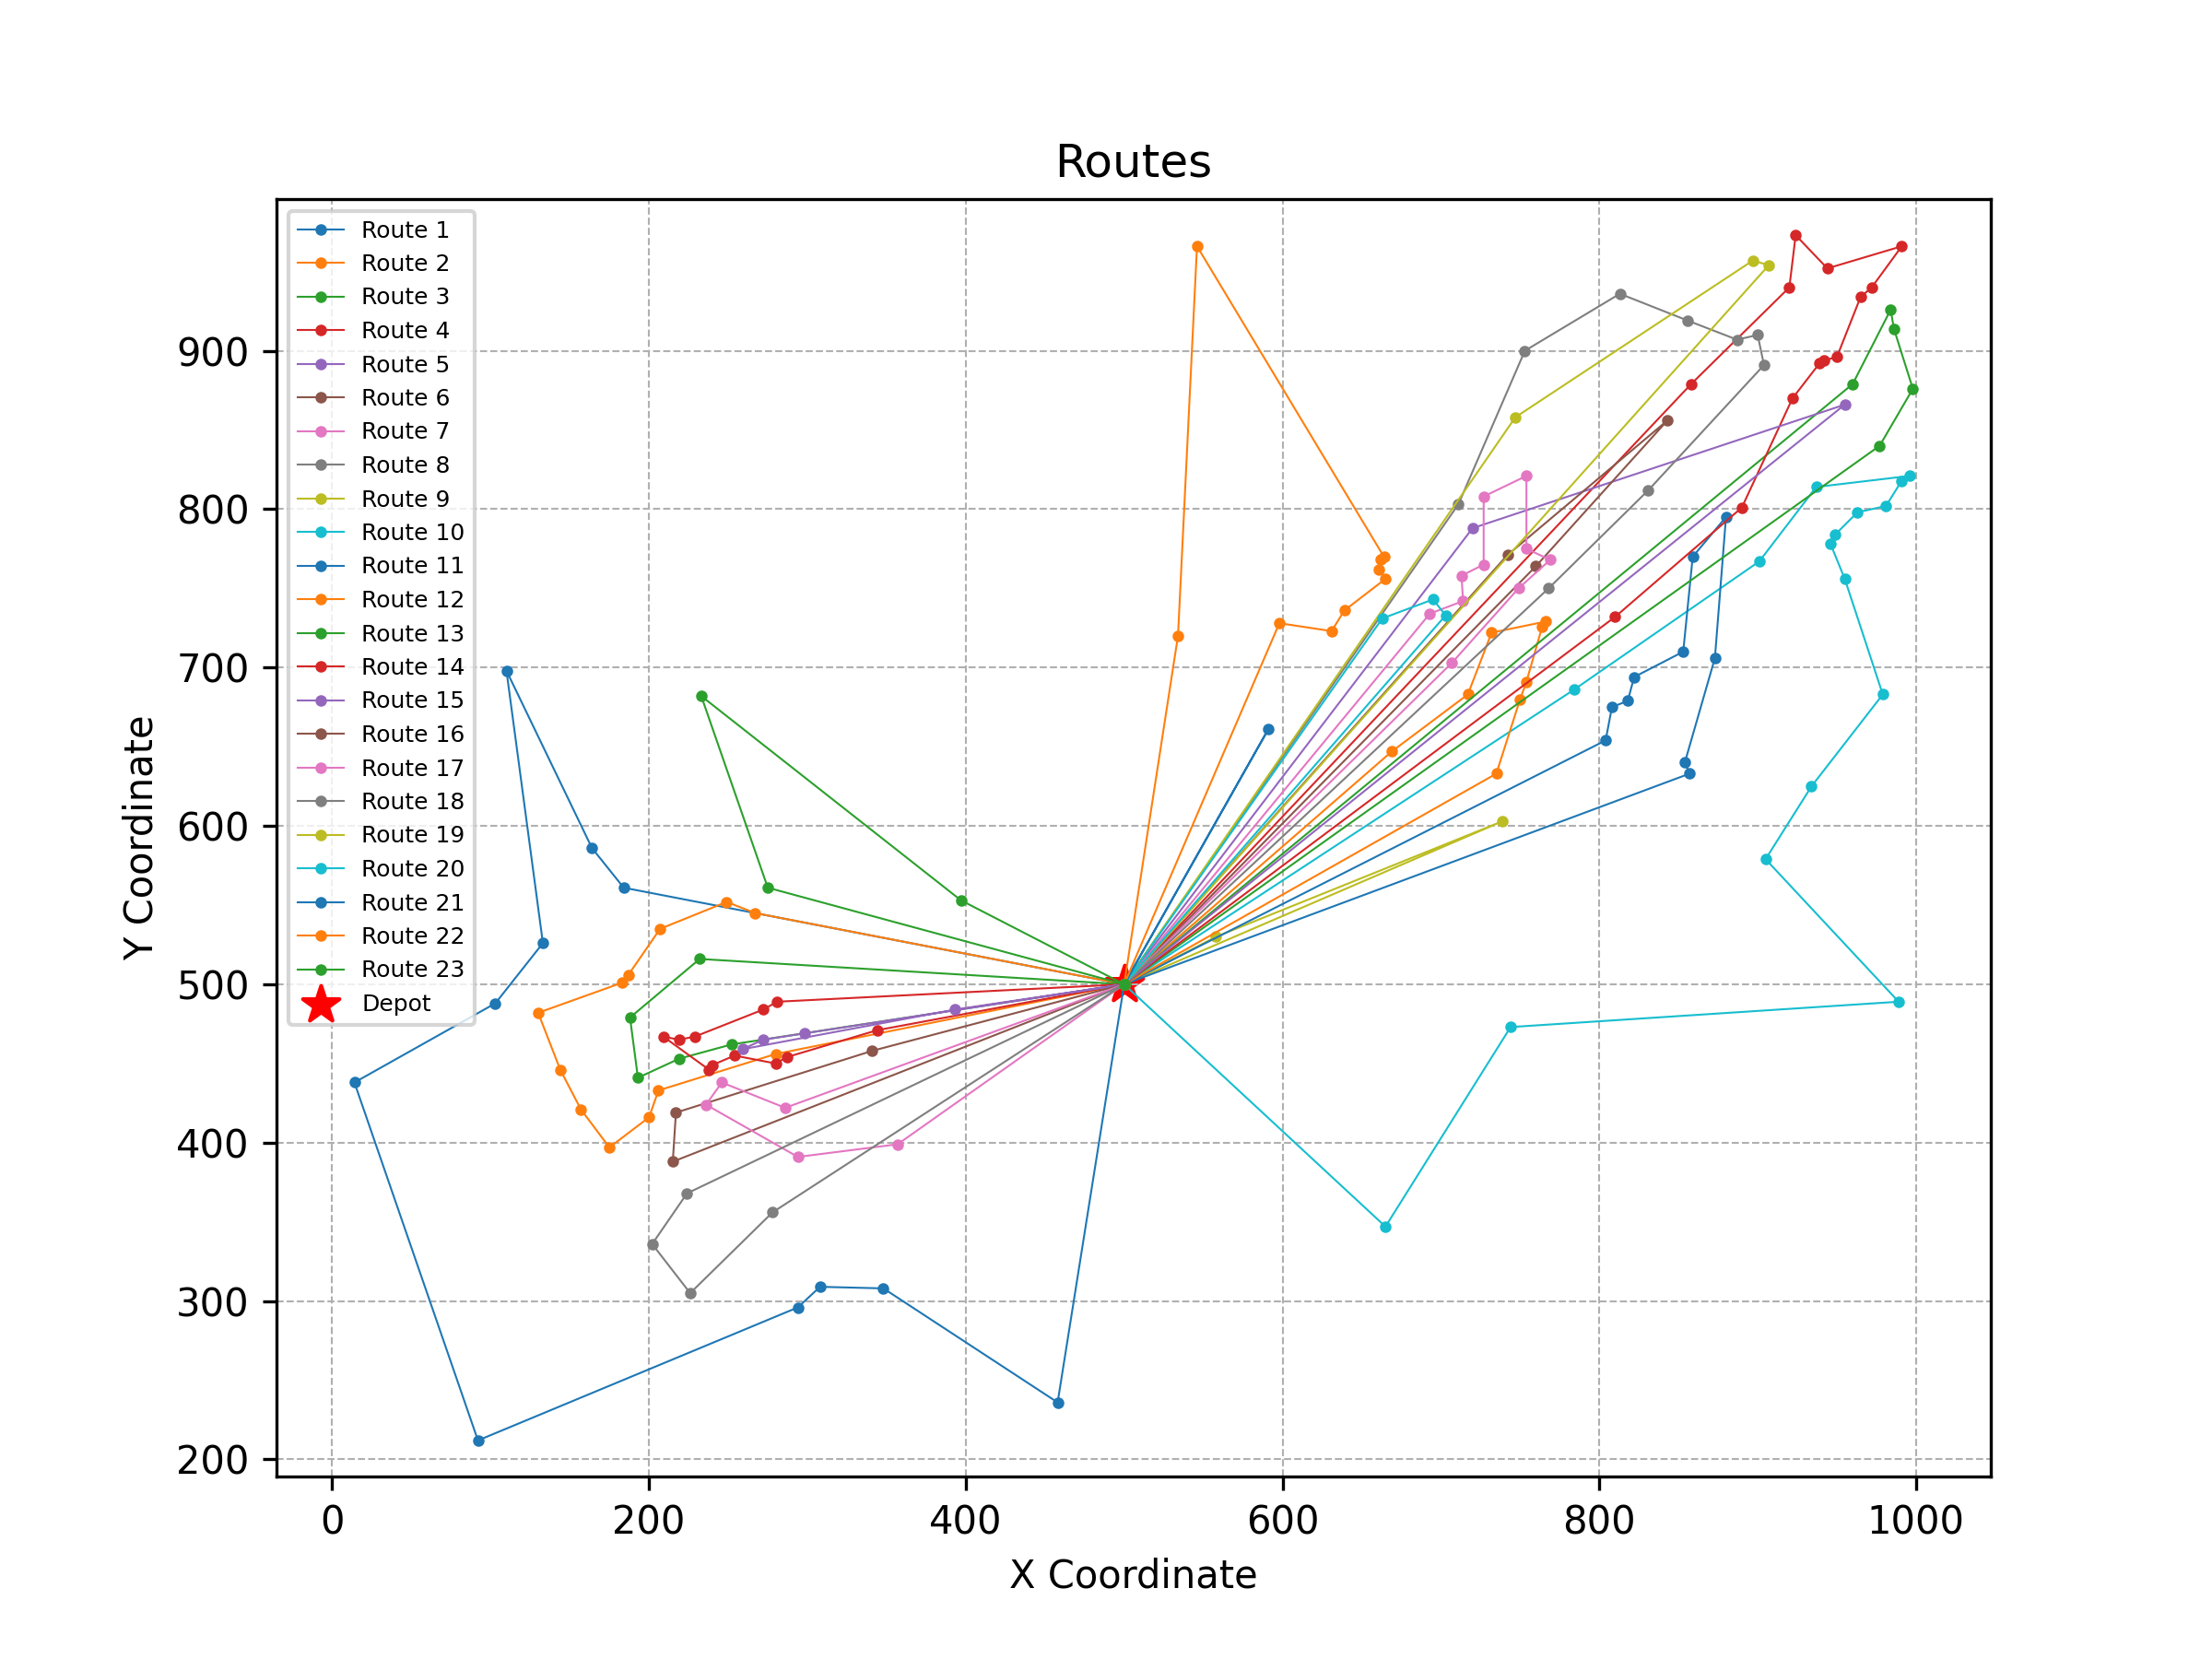 Routes
Route 1
Route 2
Route 3
Route 4
Route 5
Route 6
Route 7
Route 8
Route 9
Route 10
Route 11
Route 12
Route 13
Route 14
Route 15
Route 16
Route 17
Route 18
Route 19
Route 20
Route 21
Route 22
Route 23
Depot
Y Coordinate
900
800
700
600
500
400
300
200
0 200 400 600 800 1000
X Coordinate